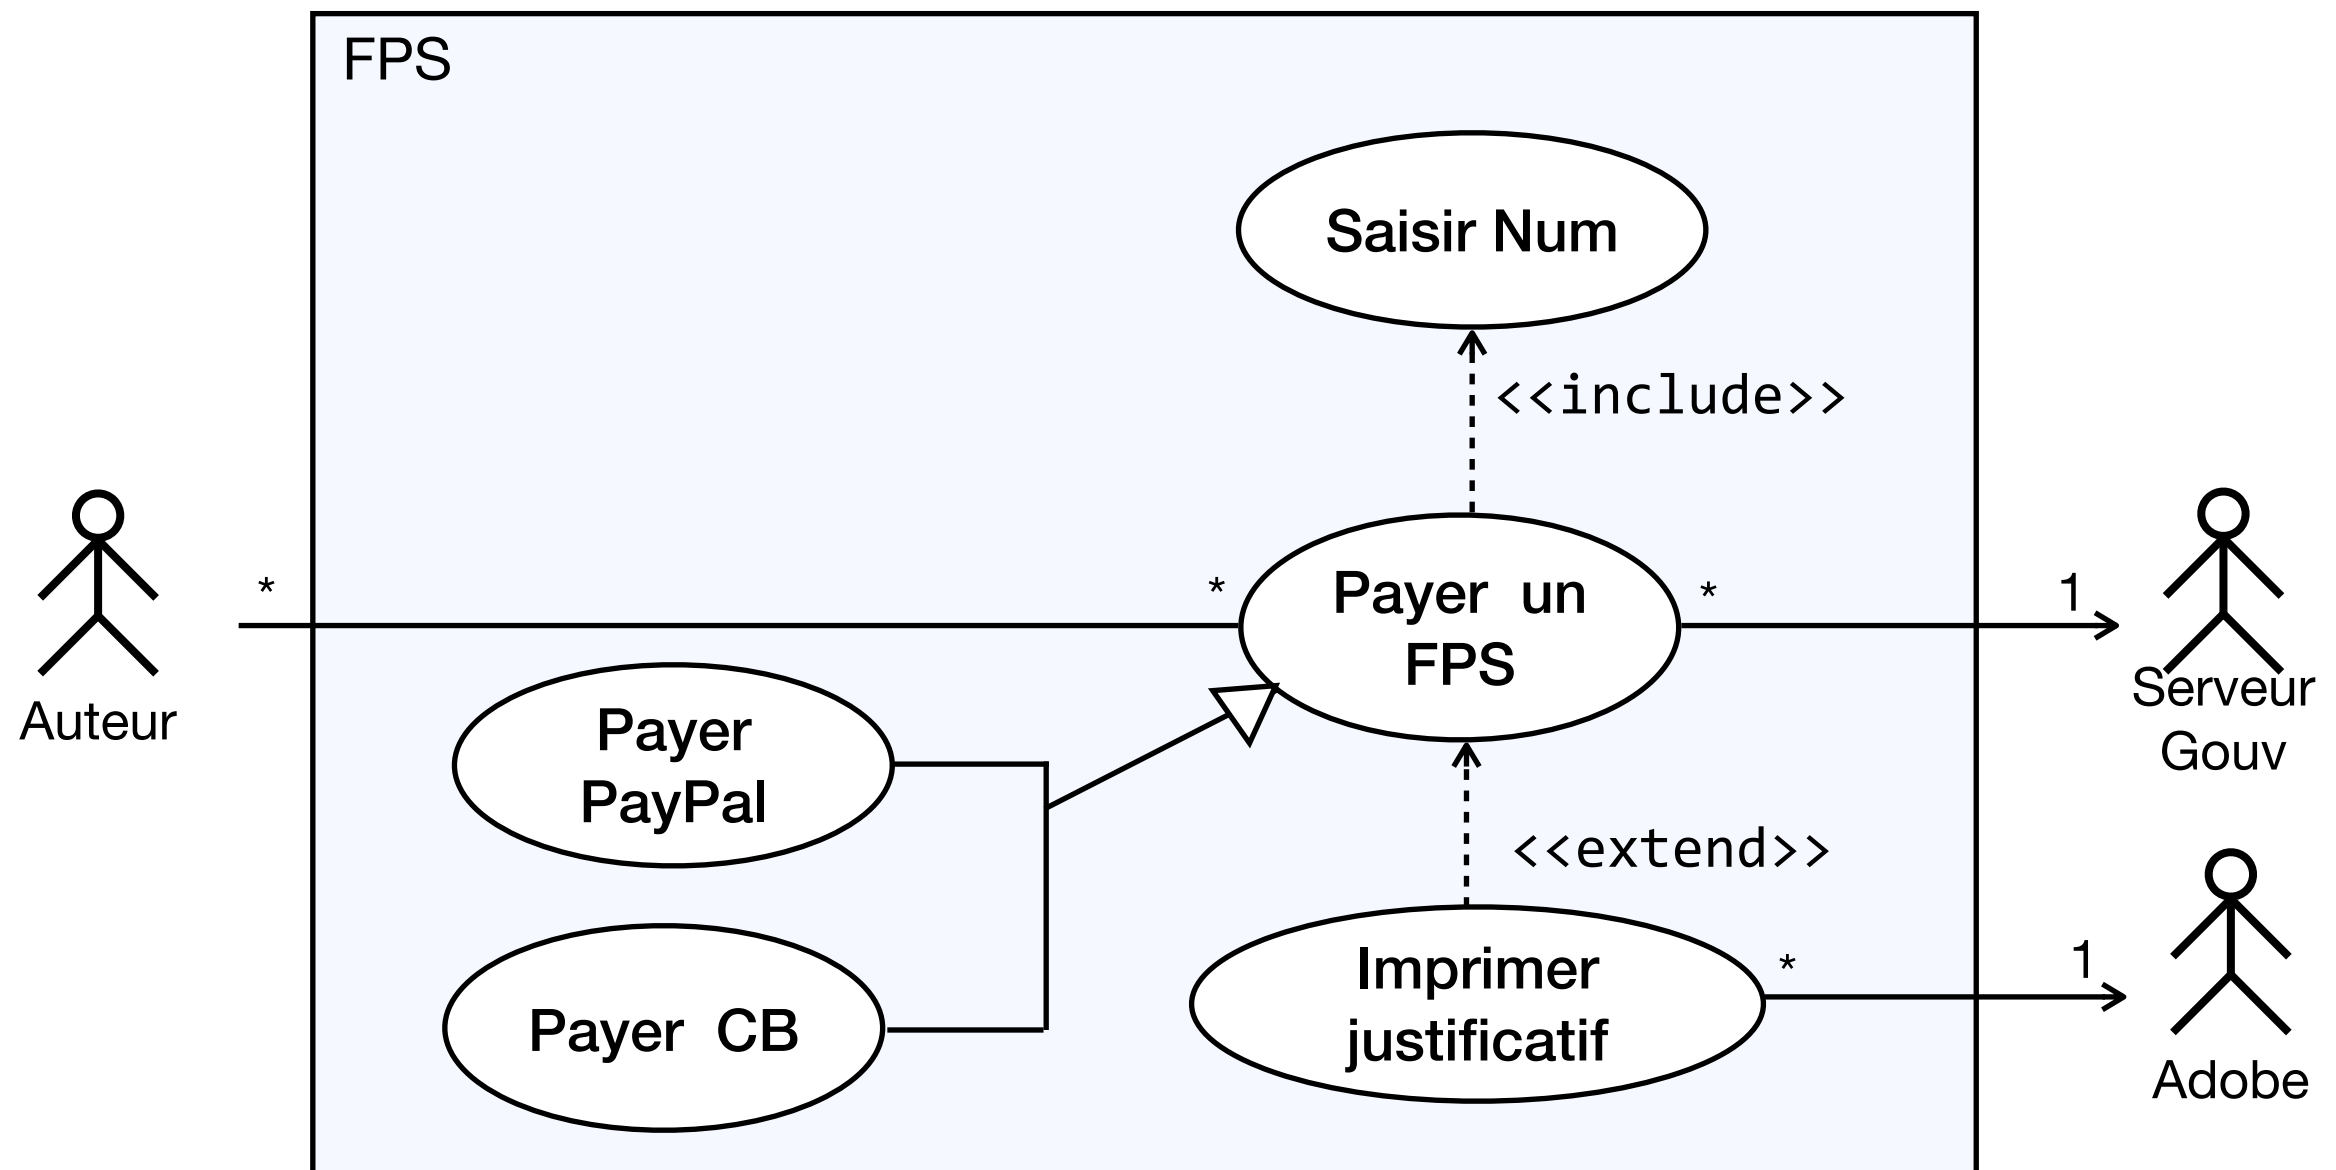 FPS
Saisir Num
<<include>>
* * * 1
Payer un
FPS
Auteur
Serveur
Gouv
Payer
PayPal
<<extend>>
Imprimer
justificatif
* 1
Payer CB
Adobe